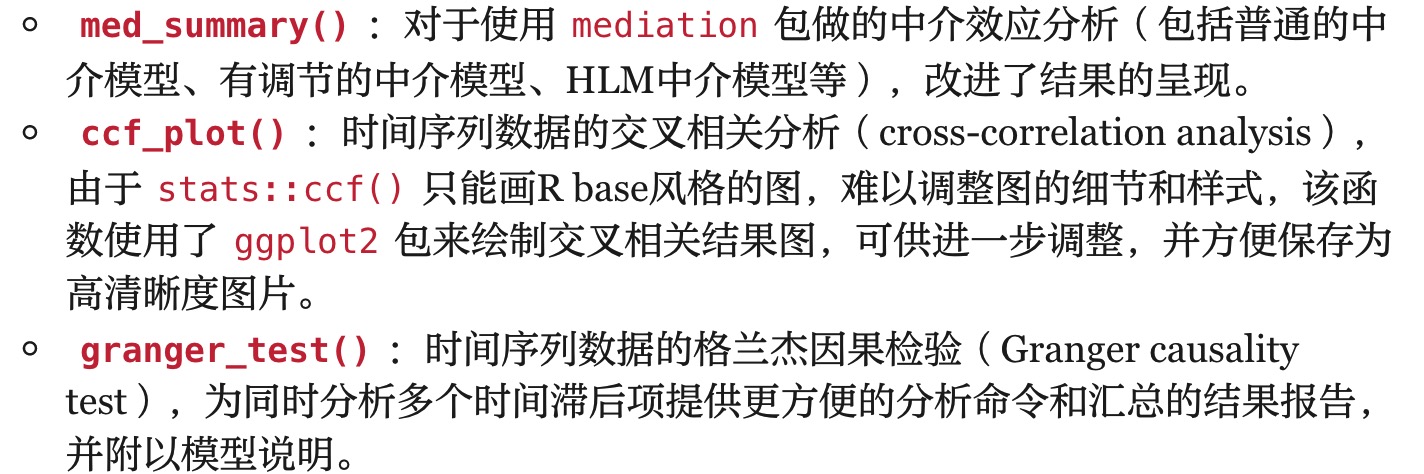 med_summary() ：对于使用 mediation 包做的中介效应分析（包括普通的中
介模型、有调节的中介模型、HLM中介模型等），改进了结果的呈现。
ccf_plot() ：时间序列数据的交叉相关分析（cross-correlation analysis），
由于 stats::ccf() 只能画R base风格的图，难以调整图的细节和样式，该函
数使用了 ggplot2 包来绘制交叉相关结果图，可供进一步调整，并方便保存为
高清晰度图片。
granger_test() ：时间序列数据的格兰杰因果检验（Granger causality
test），为同时分析多个时间滞后项提供更方便的分析命令和汇总的结果报告，
并附以模型说明。